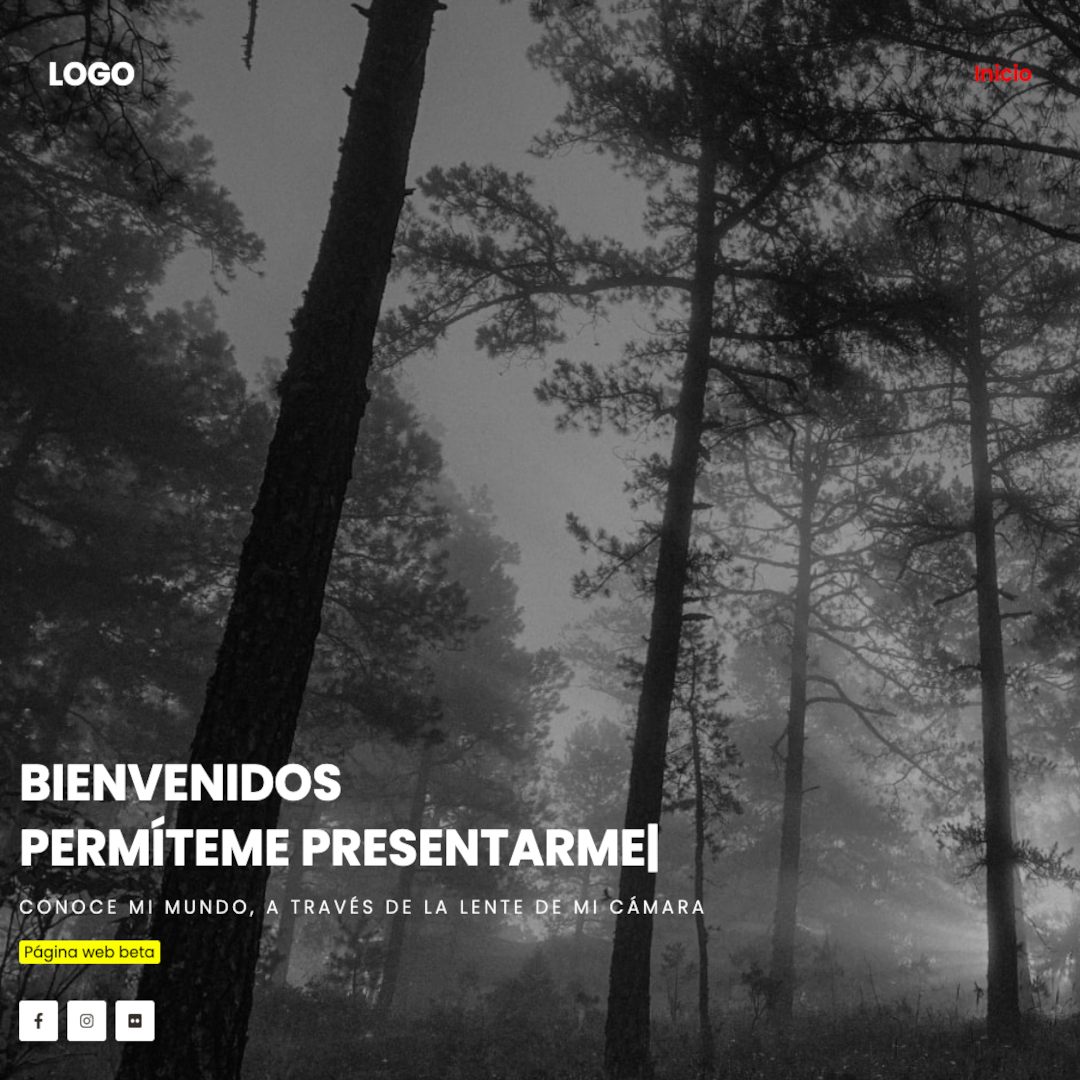 LOGO
Inicio
BIENVENIDOS
PERMÍTEME PRESENTARME|
CONOCE MI MUNDO, A TRAVÉS DE LA LENTE DE MI CÁMARA
Página web beta